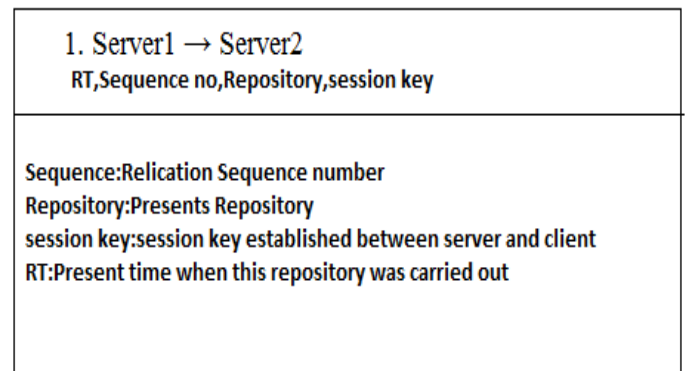 1. Server1 → Server2
RT,Sequence no,Repository,session key
Sequence:Relication Sequence number
Repository:Presents Repository
session key:session key established between server and client
RT:Present time when this repository was carried out